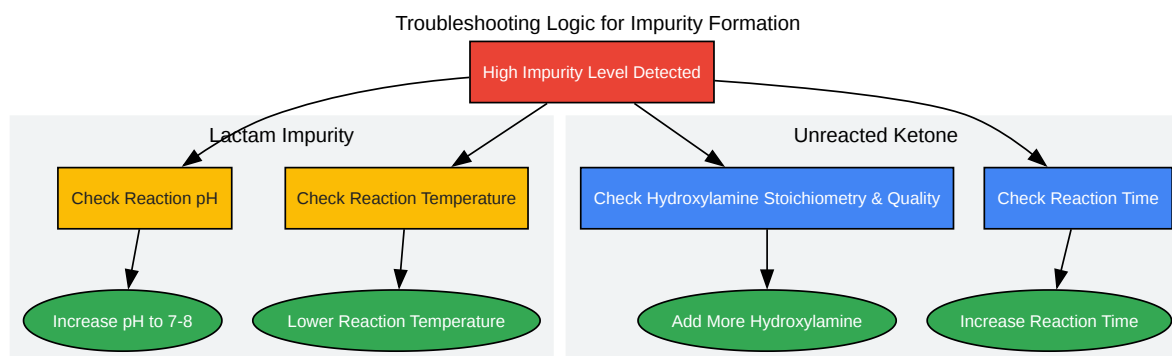 Troubleshooting Logic for Impurity Formation
High Impurity Level Detected
Lactam Impurity
Unreacted Ketone
Check Reaction pH
Check Reaction Temperature
Check Hydroxylamine Stoichiometry & Quality
Check Reaction Time
Increase pH to 7-8
Lower Reaction Temperature
Add More Hydroxylamine
Increase Reaction Time